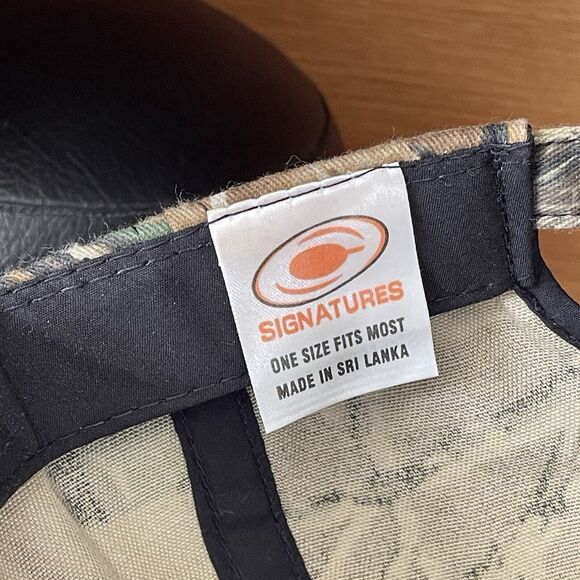 SIGNATURES
ONE SIZE FITS MOST
MADE IN SRI LANKA